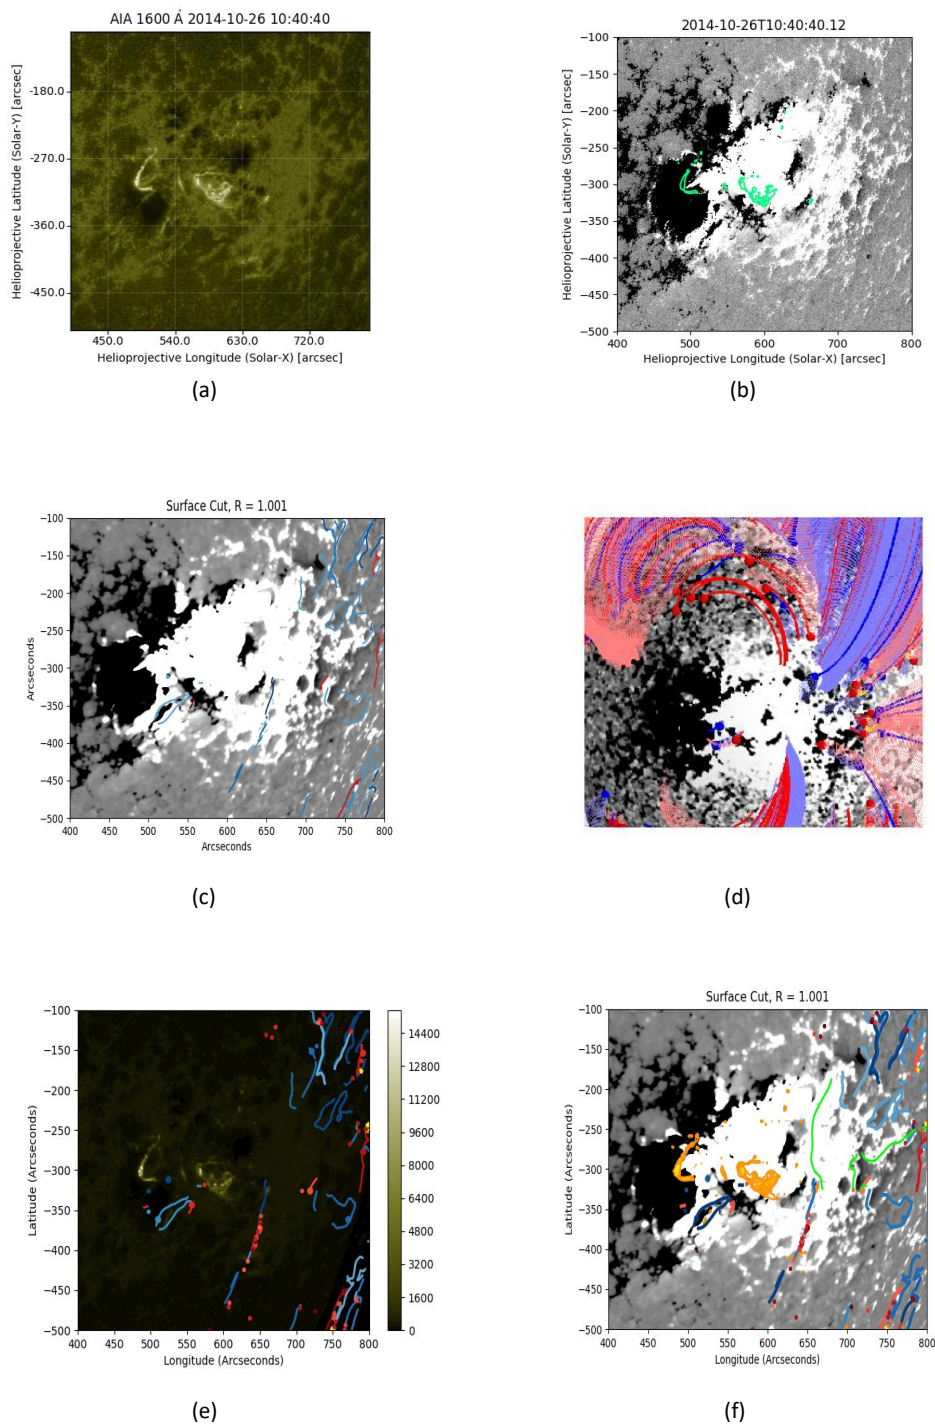 AIA 1600 Å 2014-10-26 10:40:40
Helioprojective Latitude (Solar-Y) [arcsec]
-180.0
-270.0
-360.0
-450.0
450.0 540.0 630.0 720.0
Helioprojective Longitude (Solar-X) [arcsec]
(a)
2014-10-26T10:40:40.12
Helioprojective Latitude (Solar-Y) [arcsec]
−100
−150
−200
−250
−300
−350
−400
−450
−500
400 500 600 700 800
Helioprojective Longitude (Solar-X) [arcsec]
(b)
Surface Cut, R = 1.001
Arcseconds
−100
−150
−200
−250
−300
−350
−400
−450
−500
400 450 500 550 600 650 700 750 800
Arcseconds
(c)
(d)
Latitude (Arcseconds)
−100
−150
−200
−250
−300
−350
−400
−450
−500
400 450 500 550 600 650 700 750 800
Longitude (Arcseconds)
14400
12800
11200
9600
8000
6400
4800
3200
1600
0
(e)
Surface Cut, R = 1.001
Latitude (Arcseconds)
−100
−150
−200
−250
−300
−350
−400
−450
−500
400 450 500 550 600 650 700 750 800
Longitude (Arcseconds)
(f)